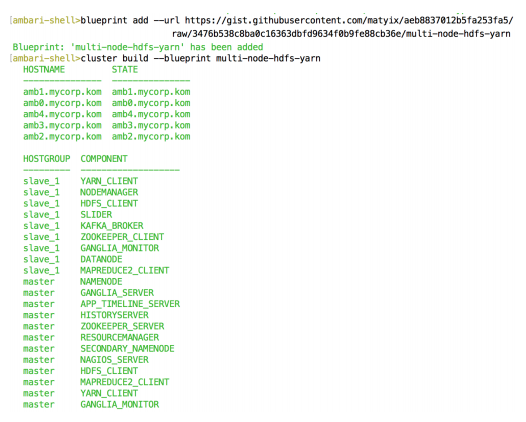 [ambari-shell>blueprint add --url https://gist.githubusercontent.com/matyix/aeb8837012b5fa253fa5/
raw/3476b538c8ba0c16363dbfd9634f0b9fe88cb36e/multi-node-hdfs-yarn
Blueprint: 'multi-node-hdfs-yarn' has been added
[ambari-shell>cluster build --blueprint multi-node-hdfs-yarn
HOSTNAME STATE
--------------- ---------------
amb1.mycorp.kom amb1.mycorp.kom
amb0.mycorp.kom amb0.mycorp.kom
amb4.mycorp.kom amb4.mycorp.kom
amb3.mycorp.kom amb3.mycorp.kom
amb2.mycorp.kom amb2.mycorp.kom
HOSTGROUP COMPONENT
--------- -------------------
slave_1 YARN_CLIENT
slave_1 NODEMANAGER
slave_1 HDFS_CLIENT
slave_1 SLIDER
slave_1 KAFKA_BROKER
slave_1 ZOOKEEPER_CLIENT
slave_1 GANGLIA_MONITOR
slave_1 DATANODE
slave_1 MAPREDUCE2_CLIENT
master NAMENODE
master GANGLIA_SERVER
master APP_TIMELINE_SERVER
master HISTORYSERVER
master ZOOKEEPER_SERVER
master RESOURCEMANAGER
master SECONDARY_NAMENODE
master NAGIOS_SERVER
master HDFS_CLIENT
master MAPREDUCE2_CLIENT
master YARN_CLIENT
master GANGLIA_MONITOR